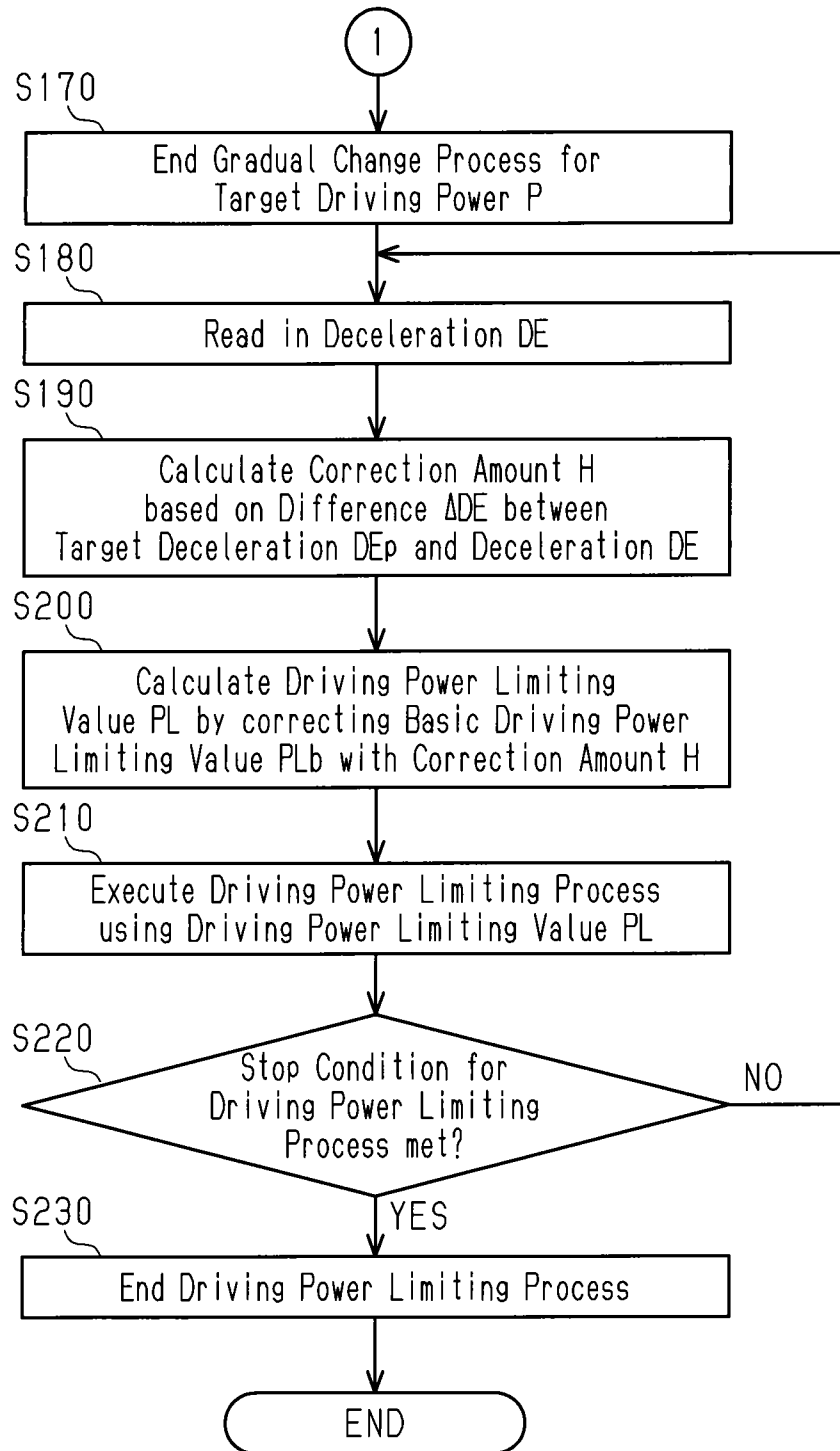 1
S170
End Gradual Change Process for
Target Driving Power P
S180
Read in Deceleration DE
S190
Calculate Correction Amount H
based on Difference ΔDE between
Target Deceleration DEp and Deceleration DE
S200
Calculate Driving Power Limiting
Value PL by correcting Basic Driving Power
Limiting Value PLb with Correction Amount H
S210
Execute Driving Power Limiting Process
using Driving Power Limiting Value PL
S220
Stop Condition for
Driving Power Limiting
Process met?
NO
YES
S230
End Driving Power Limiting Process
END